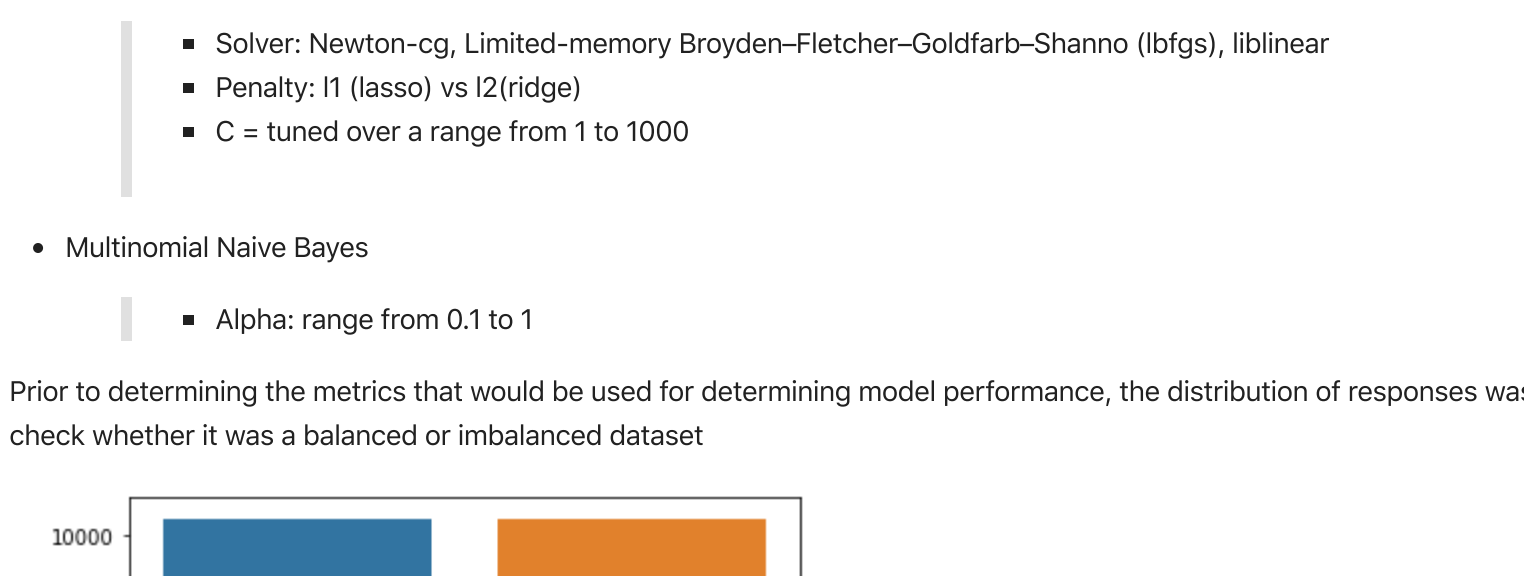 Solver: Newton-cg, Limited-memory Broyden–Fletcher–Goldfarb–Shanno (lbfgs), liblinear
Penalty: l1 (lasso) vs l2(ridge)
C = tuned over a range from 1 to 1000
Multinomial Naive Bayes
Alpha: range from 0.1 to 1
Prior to determining the metrics that would be used for determining model performance, the distribution of responses
check whether it was a balanced or imbalanced dataset
10000